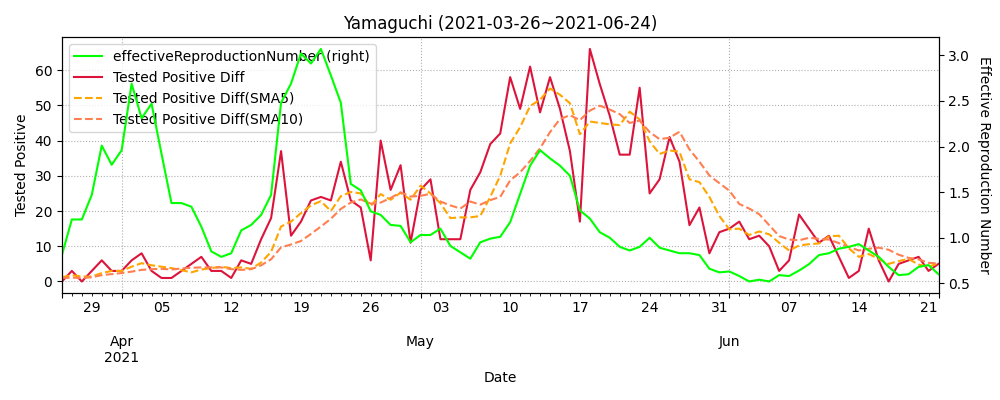 Yamaguchi (2021-03-26~2021-06-24)
effectiveReproductionNumber (right)
Tested Positive Diff
Tested Positive Diff(SMA5)
Tested Positive Diff(SMA10)
Tested Positive
60
50
40
30
20
10
0
3.0
2.5
2.0
1.5
1.0
0.5
Effective Reproduction Number
29 05 12 19 26 03 10 17 24 31 07 14 21
Apr May Jun
2021
Date